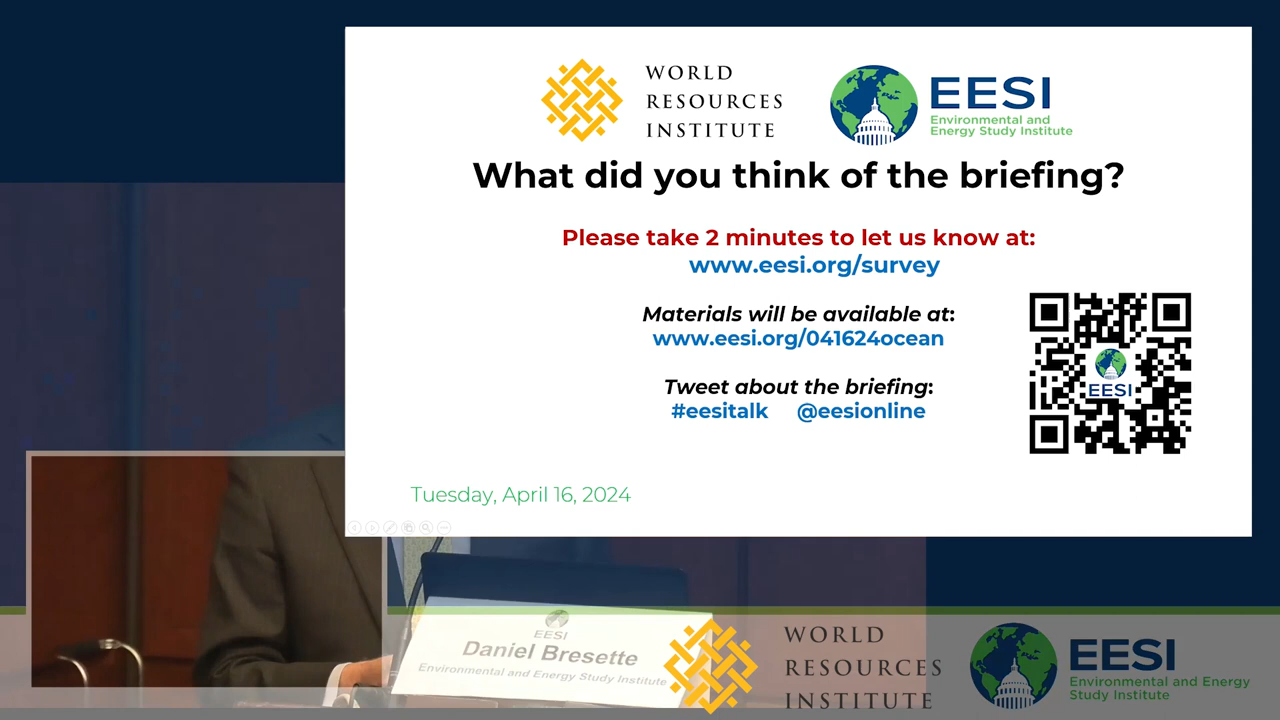 WORLD
RESOURCES
INSTITUTE
EESI
Environmental and
Energy Study Institute
What did you think of the briefing?
Please take 2 minutes to let us know at:
www.eesi.org/survey
Materials will be available at:
www.eesi.org/041624ocean
Tweet about the briefing:
#eesitalk @eesionline
EESI
Tuesday, April 16, 2024
EESI
Daniel Bresette
Environmental and Energy Study Institute
WORLD
RESOURCES
INSTITUTE
EESI
Environmental and Energy
Study Institute